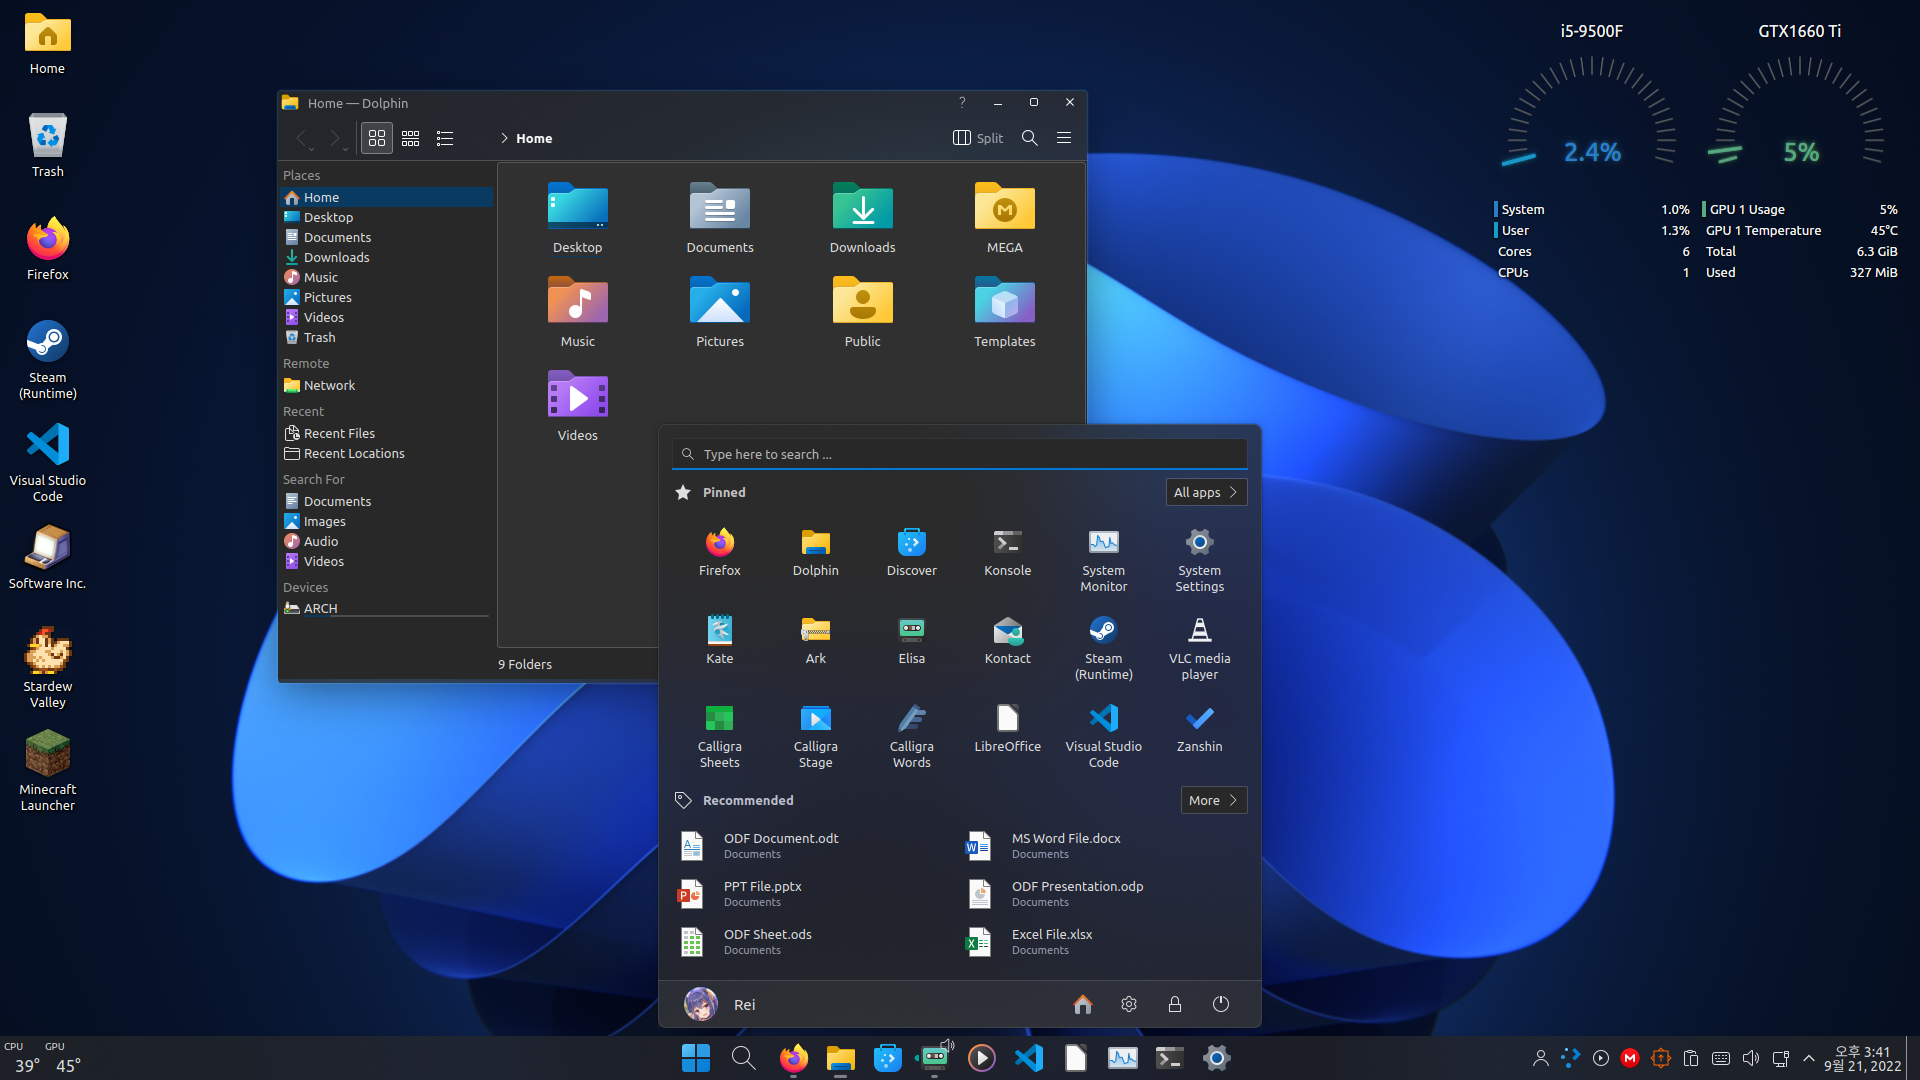 Home
Trash
Firefox
Steam
(Runtime)
Visual Studio
Code
Software Inc.
Stardew
Valley
Minecraft
Launcher
Home — Dolphin
?
Home
Split
Places
Home
Desktop
Documents
Downloads
Music
Pictures
Videos
Trash
Remote
Network
Recent
Recent Files
Recent Locations
Search For
Documents
Images
Audio
Videos
Devices
ARCH
Desktop
Documents
Downloads
MEGA
Music
Pictures
Public
Templates
Videos
9 Folders
Type here to search ...
Pinned
All apps
Firefox
Dolphin
Discover
Konsole
System
Monitor
System
Settings
Kate
Ark
Elisa
Kontact
Steam
(Runtime)
VLC media
player
Calligra
Sheets
Calligra
Stage
Calligra
Words
LibreOffice
Visual Studio
Code
Zanshin
Recommended
More
ODF Document.odt
Documents
MS Word File.docx
Documents
PPT File.pptx
Documents
ODF Presentation.odp
Documents
ODF Sheet.ods
Documents
Excel File.xlsx
Documents
Rei
i5-9500F
2.4%
System 1.0%
User 1.3%
Cores 6
CPUs 1
GTX1660 Ti
5%
GPU 1 Usage 5%
GPU 1 Temperature 45°C
Total 6.3 GiB
Used 327 MiB
CPU GPU
39° 45°
오후 3:41
9월 21, 2022